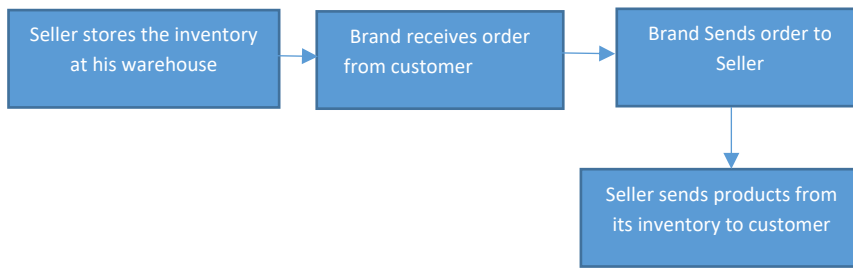 Seller stores the inventory
at his warehouse
Brand receives order
from customer
Brand Sends order to
Seller
Seller sends products from
its inventory to customer